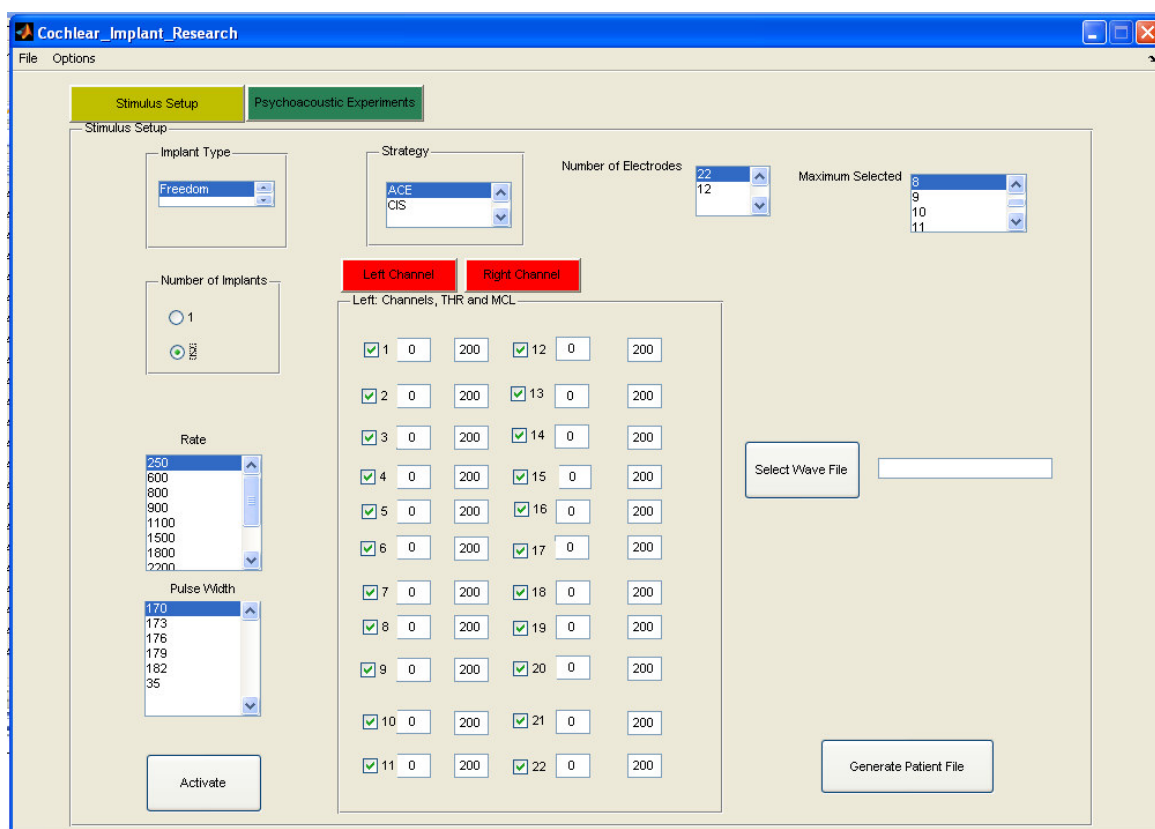 Cochlear_Implant_Research
File Options
Stimulus Setup Psychoacoustic Experiments
Stimulus Setup
Implant Type
Freedom
Strategy
ACE
CIS
Number of Electrodes
22
12
Maximum Selected
8
9
10
11
Number of Implants
1
2
Left Channel Right Channel
Left: Channels, THR and MCL
1 0 200 12 0 200
2 0 200 13 0 200
3 0 200 14 0 200
4 0 200 15 0 200
5 0 200 16 0 200
6 0 200 17 0 200
7 0 200 18 0 200
8 0 200 19 0 200
9 0 200 20 0 200
10 0 200 21 0 200
11 0 200 22 0 200
Rate
250
600
800
900
1100
1500
1800
2200
Pulse Width
170
173
176
179
182
35
Activate
Select Wave File
Generate Patient File